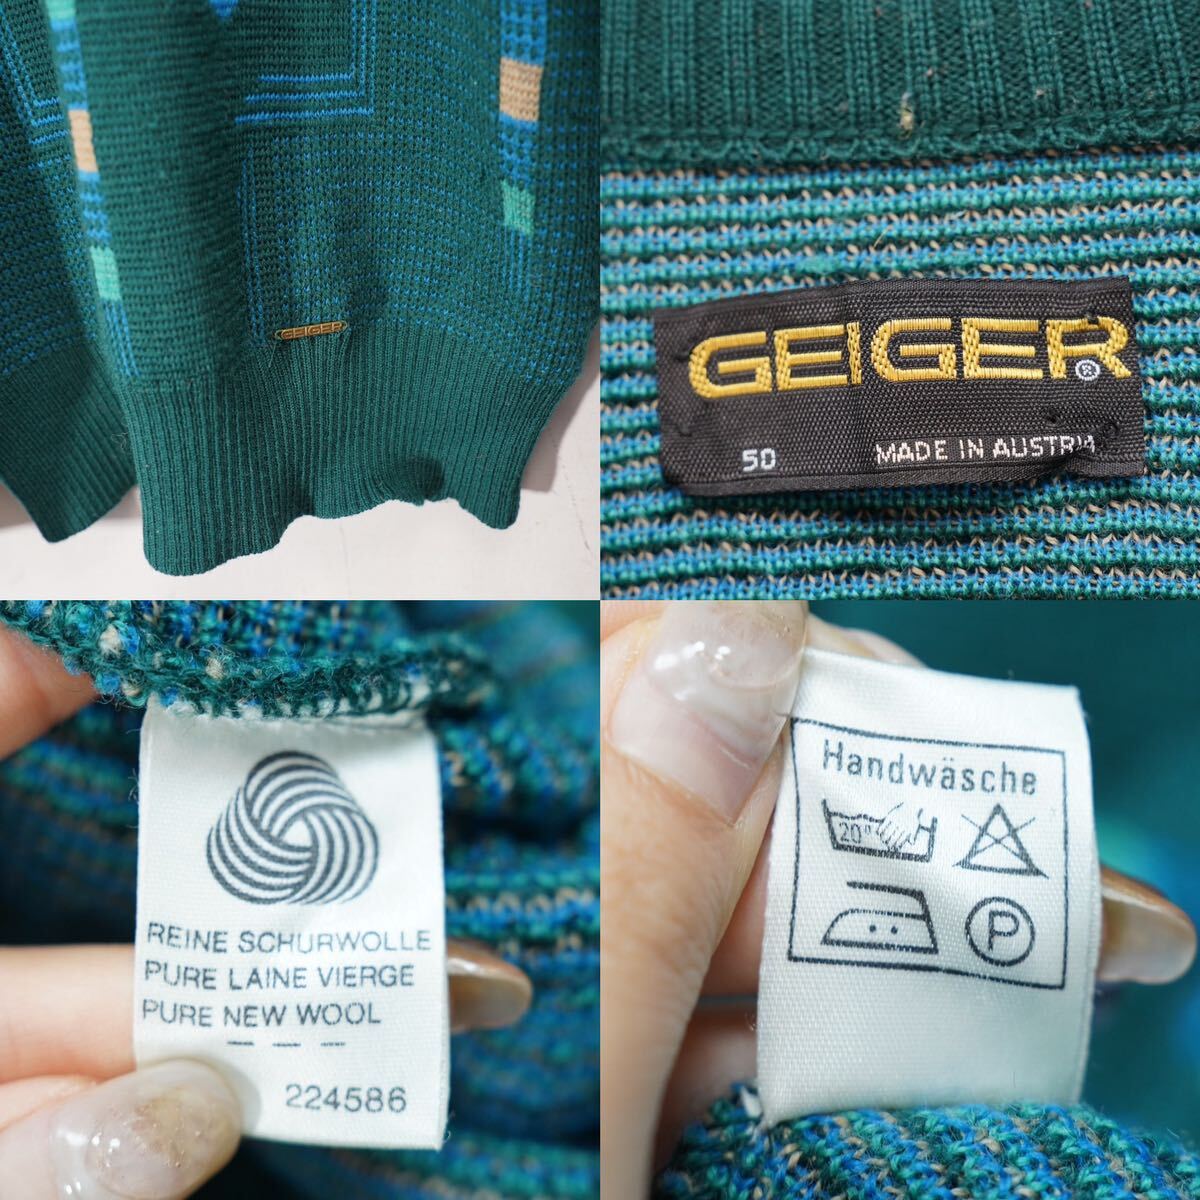 GEIGER
GEIGER®
50
MADE IN AUSTRIA
REINE SCHURWOLLE
PURE LAINE VIERGE
PURE NEW WOOL
224586
Handwäsche
20°
P